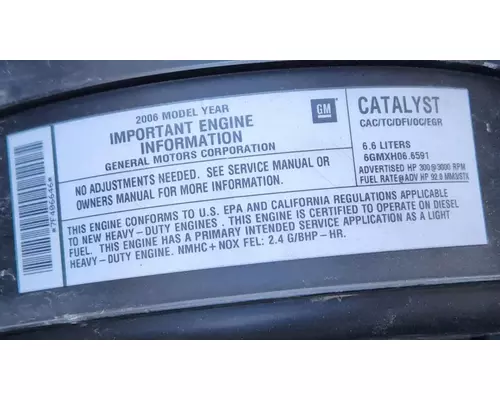 2006 MODEL YEAR
IMPORTANT ENGINE
INFORMATION
GENERAL MOTORS CORPORATION
GM
CATALYST
CAC/TC/DFI/OC/EGR
6.6 LITERS
6GMXH06.6591
ADVERTISED HP 300@3000 RPM
FUEL RATE@ADV HP 92.8 MM3/STK
NO ADJUSTMENTS NEEDED. SEE SERVICE MANUAL OR
OWNERS MANUAL FOR MORE INFORMATION.
THIS ENGINE CONFORMS TO U.S. EPA AND CALIFORNIA REGULATIONS APPLICABLE
TO NEW HEAVY-DUTY ENGINES . THIS ENGINE IS CERTIFIED TO OPERATE ON DIESEL
FUEL. THIS ENGINE HAS A PRIMARY INTENDED SERVICE APPLICATION AS A LIGHT
HEAVY-DUTY ENGINE. NMHC+NOX FEL: 2.4 G/BHP-HR.